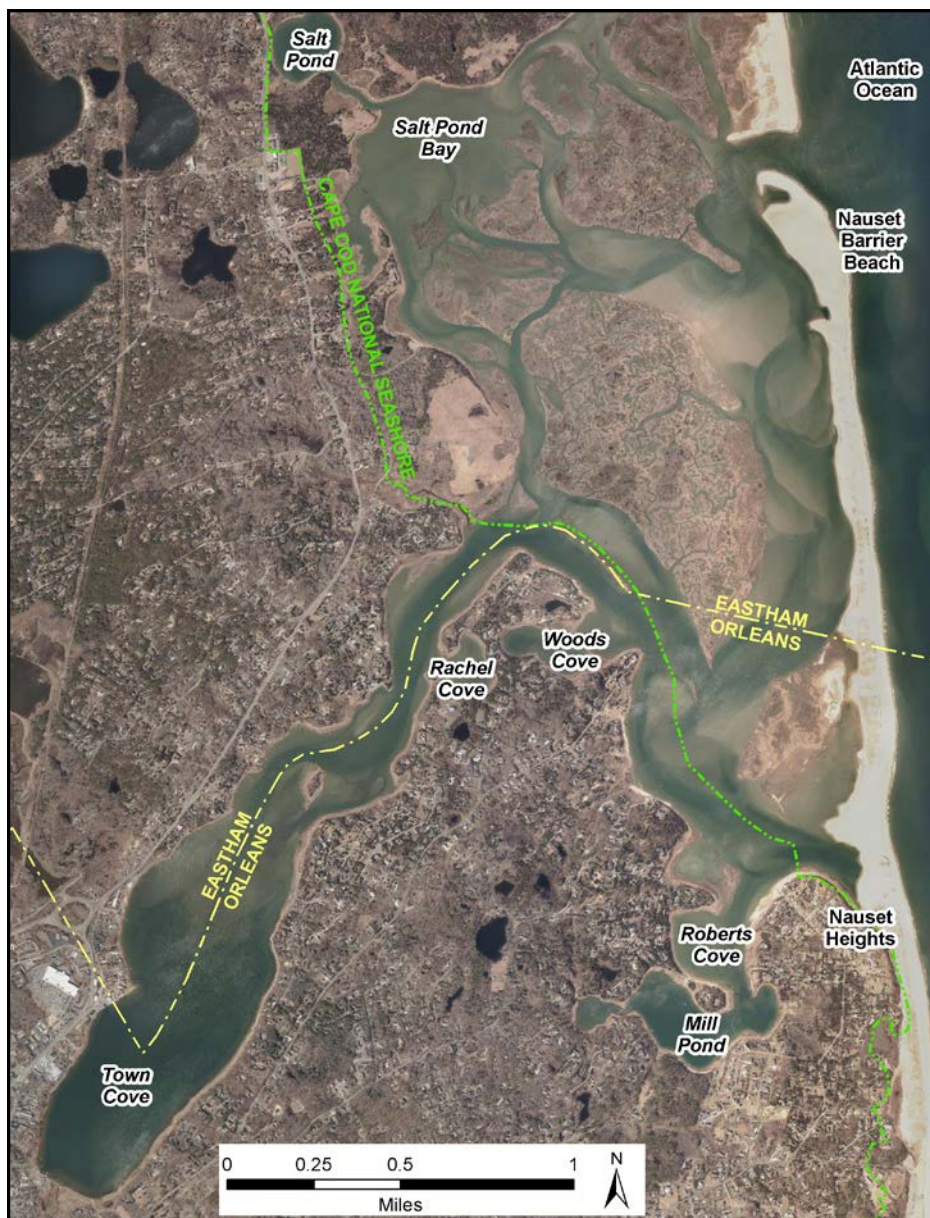 Salt
Pond
Atlantic
Ocean
Salt Pond
Bay
Nauset
Barrier
Beach
CAPE COD NATIONAL SEASHORE
EASTHAM
ORLEANS
Woods
Cove
Rachel
Cove
EASTHAM
ORLEANS
Nauset
Heights
Roberts
Cove
Mill
Pond
Town
Cove
0 0.25 0.5 1
Miles
N